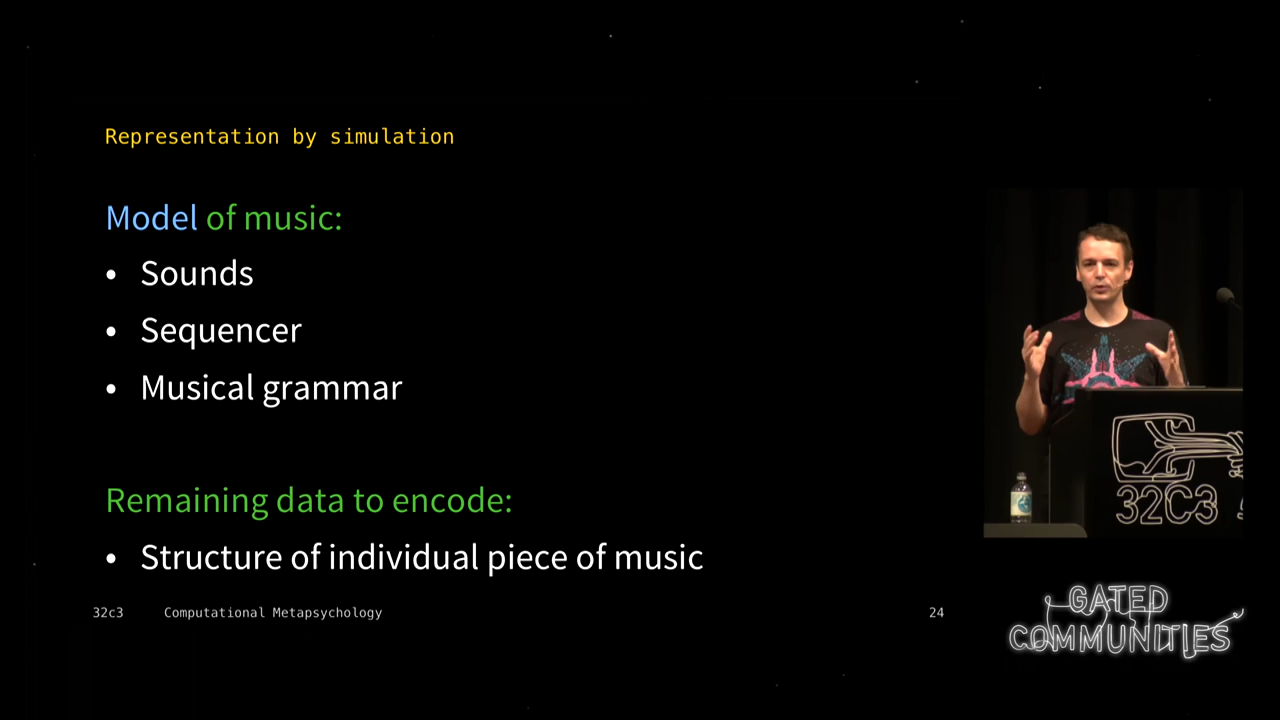 Representation by simulation
Model of music:
• Sounds
• Sequencer
• Musical grammar
Remaining data to encode:
• Structure of individual piece of music
32c3 Computational Metapsychology 24
32C3
GATED
COMMUNITIES